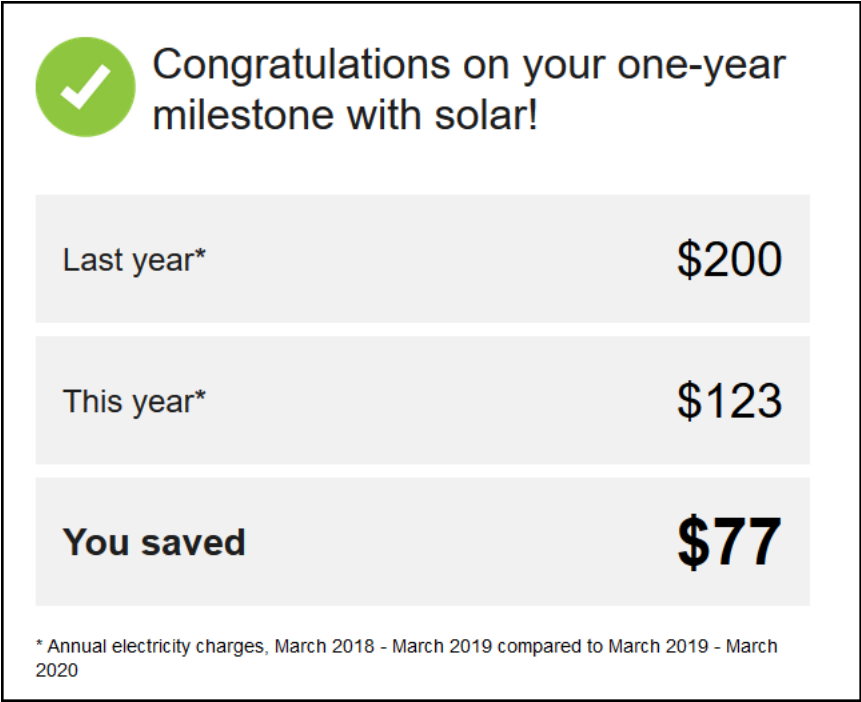 Congratulations on your one-year
milestone with solar!
Last year* $200
This year* $123
You saved $77
* Annual electricity charges, March 2018 - March 2019 compared to March 2019 - March
2020